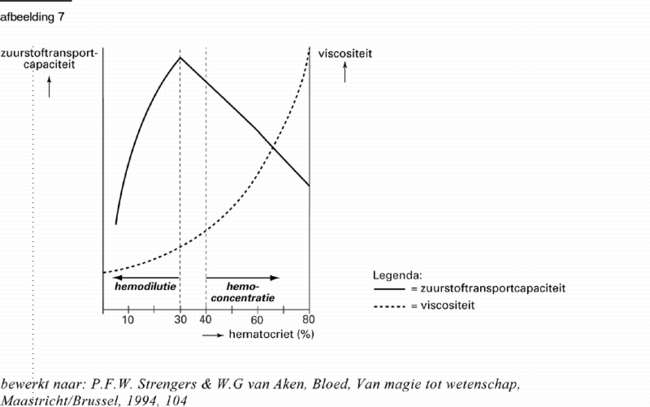 afbeelding 7
zuurstoftransport-
capaciteit
viscositeit
hemodilutie
hemo-
concentratie
10 30 40 60 80
hematocriet (%)
Legenda:
= zuurstoftransportcapaciteit
= viscositeit
bewerkt naar: P.F.W. Strengers & W.G van Aken, Bloed, Van magie tot wetenschap,
Maastricht/Brussel, 1994, 104